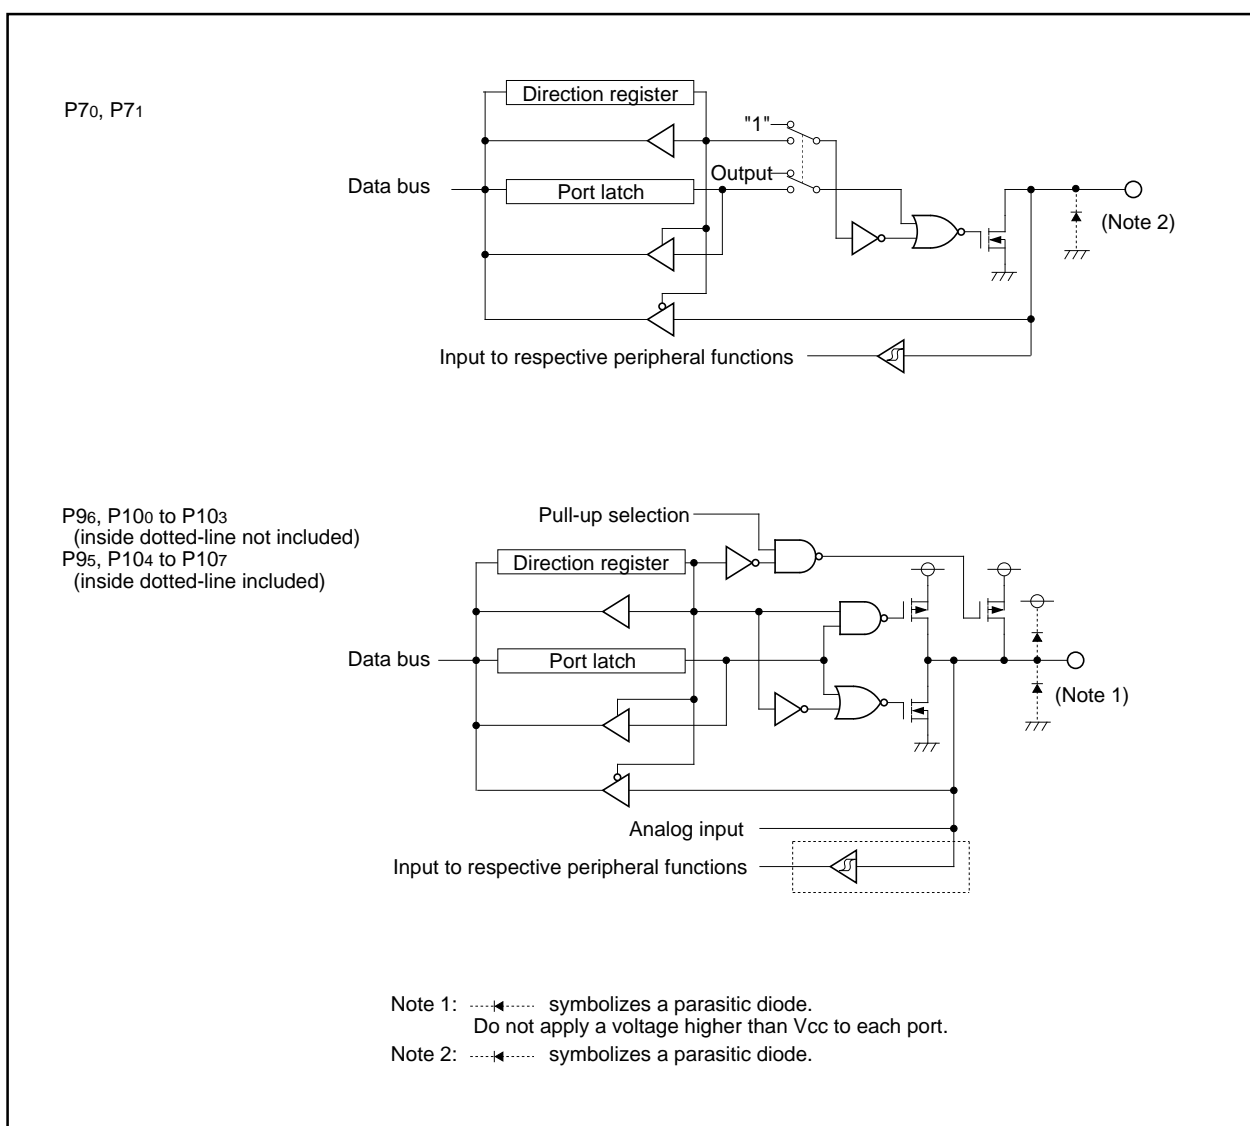 P70, P71
Direction register
"1"
Output
Data bus
Port latch
(Note 2)
Input to respective peripheral functions
P96, P100 to P103
(inside dotted-line not included)
P95, P104 to P107
(inside dotted-line included)
Pull-up selection
Direction register
Data bus
Port latch
(Note 1)
Analog input
Input to respective peripheral functions
Note 1: symbolizes a parasitic diode.
Do not apply a voltage higher than Vcc to each port.
Note 2: symbolizes a parasitic diode.